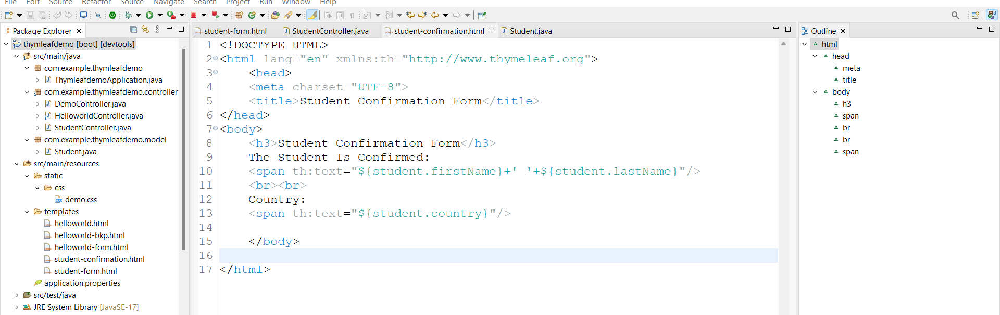 File Edit Source Refactor Source Navigate Search Project Run Window Help
Package Explorer
thymleafdemo [boot] [devtools]
src/main/java
com.example.thymleafdemo
ThymleafdemoApplication.java
com.example.thymleafdemo.controller
DemoController.java
HelloworldController.java
StudentController.java
com.example.thymleafdemo.model
Student.java
src/main/resources
static
css
demo.css
templates
helloworld.html
helloworld-bkp.html
helloworld-form.html
student-confirmation.html
student-form.html
application.properties
src/test/java
JRE System Library [JavaSE-17]
student-form.html StudentController.java student-confirmation.html Student.java
1 <!DOCTYPE HTML>
2 <html lang="en" xmlns:th="http://www.thymeleaf.org">
3 <head>
4 <meta charset="UTF-8">
5 <title>Student Confirmation Form</title>
6 </head>
7 <body>
8 <h3>Student Confirmation Form</h3>
9 The Student Is Confirmed:
10 <span th:text="${student.firstName}+' '+${student.lastName}"/>
11 <br><br>
12 Country:
13 <span th:text="${student.country}"/>
14
15 </body>
16
17 </html>
Outline
html
head
meta
title
body
h3
span
br
br
span